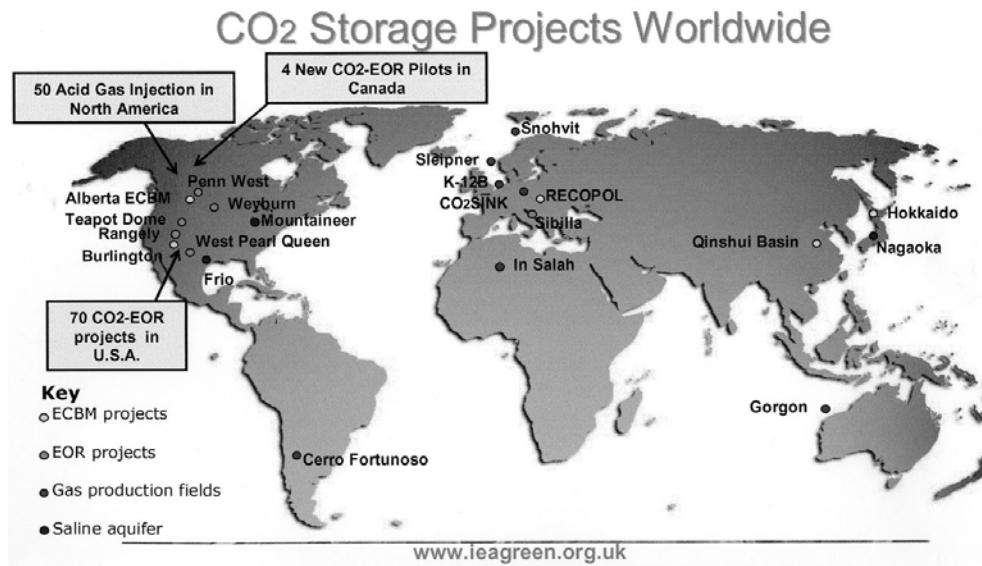 CO2 Storage Projects Worldwide
50 Acid Gas Injection in
North America
4 New CO2-EOR Pilots in
Canada
Snohvit
Sleipner
K-12B
CO2SINK
RECOPOL
Sibilla
Penn West
Alberta ECBM
Weyburn
Teapot Dome
Mountaineer
Rangely
West Pearl Queen
Burlington
Frio
Hokkaido
Qinshui Basin
Nagaoka
In Salah
70 CO2-EOR
projects in
U.S.A.
Gorgon
Cerro Fortunoso
Key
ECBM projects
EOR projects
Gas production fields
Saline aquifer
www.ieagreen.org.uk